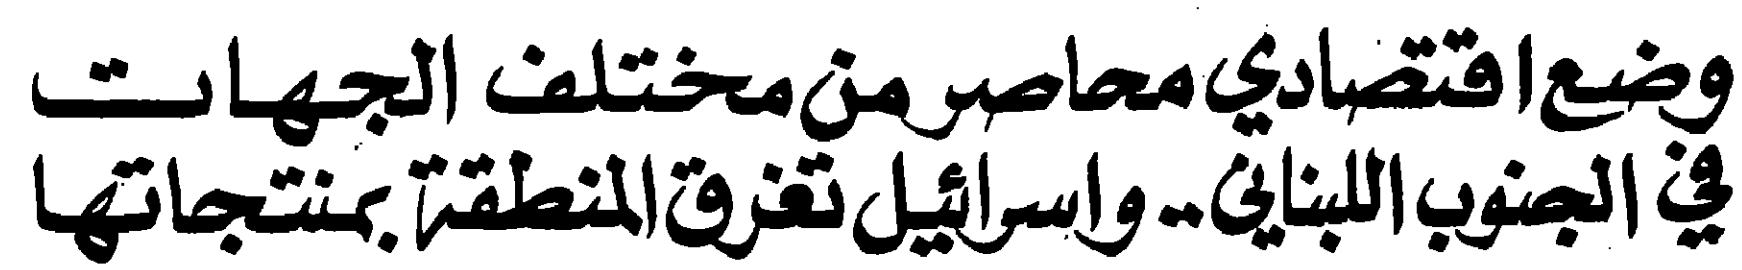 وضع اقتصادي محاصر من مختلف الجهات
في الجنوب اللبناني .. واسرائيل تغرق المنطقة بمنتجاتها